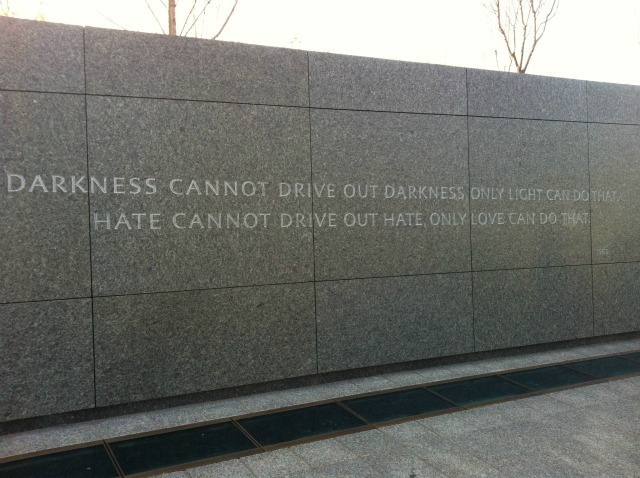 DARKNESS CANNOT DRIVE OUT DARKNESS, ONLY LIGHT CAN DO THAT.
HATE CANNOT DRIVE OUT HATE, ONLY LOVE CAN DO THAT.